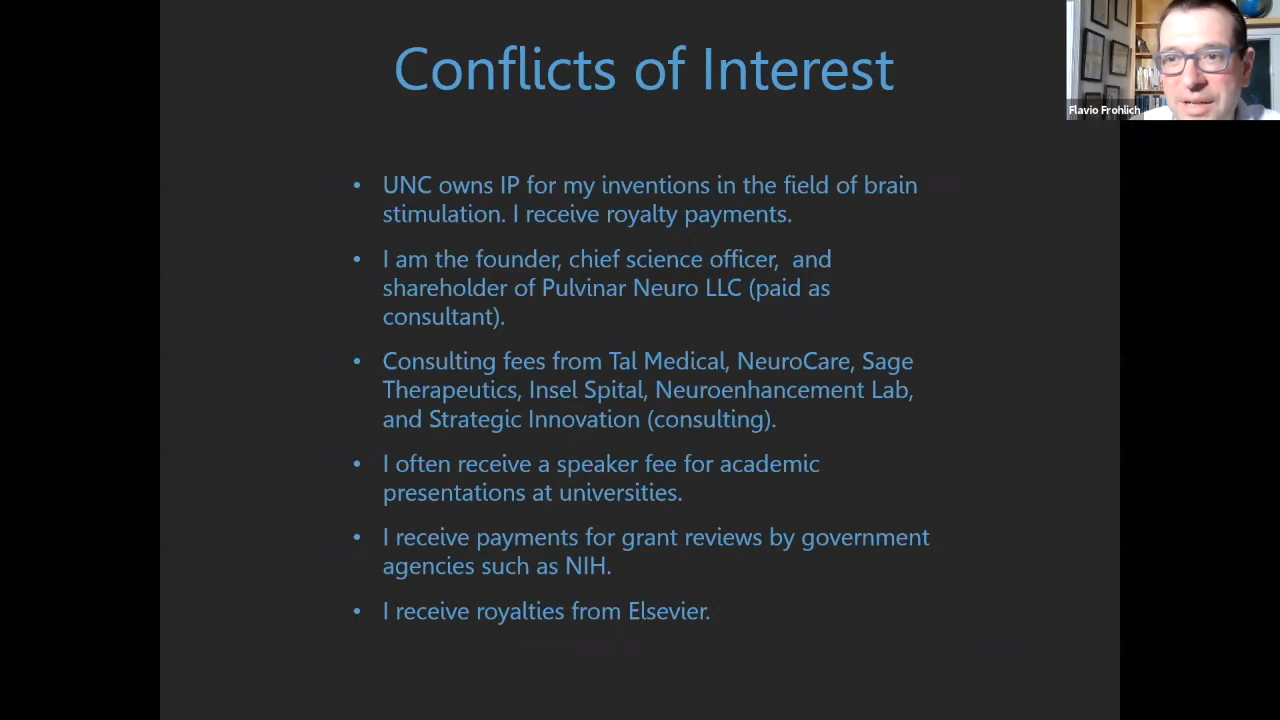 Conflicts of Interest
Flavio Frohlich
• UNC owns IP for my inventions in the field of brain
stimulation. I receive royalty payments.
• I am the founder, chief science officer, and
shareholder of Pulvinar Neuro LLC (paid as
consultant).
• Consulting fees from Tal Medical, NeuroCare, Sage
Therapeutics, Insel Spital, Neuroenhancement Lab,
and Strategic Innovation (consulting).
• I often receive a speaker fee for academic
presentations at universities.
• I receive payments for grant reviews by government
agencies such as NIH.
• I receive royalties from Elsevier.